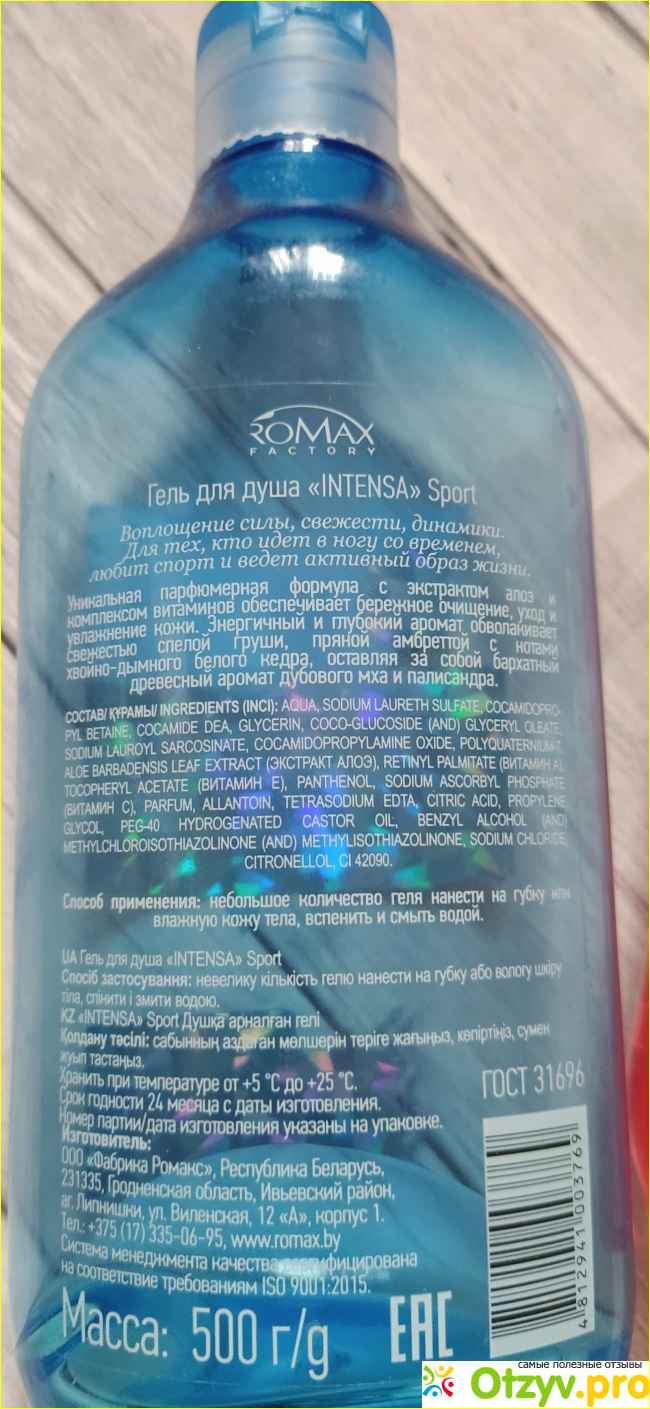 ROMAX
FACTORY
Гель для душа «INTENSA» Sport
Воплощение силы, свежести, динамики.
Для тех, кто идет в ногу со временем,
любит спорт и ведет активный образ жизни.
Уникальная парфюмерная формула с экстрактом алоэ и
комплексом витаминов обеспечивает бережное очищение, уход и
увлажнение кожи. Энергичный и глубокий аромат обволакивает
свежестью спелой груши, пряной амбреттой с нотами
хвойно-дымного белого кедра, оставляя за собой бархатный
древесный аромат дубового мха и палисандра.
СОСТАВ/ ҚҰРАМЫ/ INGREDIENTS (INCI): AQUA, SODIUM LAURETH SULFATE, COCAMIDOPRO-
PYL BETAINE, COCAMIDE DEA, GLYCERIN, COCO-GLUCOSIDE (AND) GLYCERYL OLEATE,
SODIUM LAUROYL SARCOSINATE, COCAMIDOPROPYLAMINE OXIDE, POLYQUATERNIUM-7,
ALOE BARBADENSIS LEAF EXTRACT (ЭКСТРАКТ АЛОЭ), RETINYL PALMITATE (ВИТАМИН А),
TOCOPHERYL ACETATE (ВИТАМИН Е), PANTHENOL, SODIUM ASCORBYL PHOSPHATE
(ВИТАМИН С), PARFUM, ALLANTOIN, TETRASODIUM EDTA, CITRIC ACID, PROPYLENE
GLYCOL, PEG-40 HYDROGENATED CASTOR OIL, BENZYL ALCOHOL (AND)
METHYLCHLOROISOTHIAZOLINONE (AND) METHYLISOTHIAZOLINONE, SODIUM CHLORIDE,
CITRONELLOL, CI 42090.
Способ применения: небольшое количество геля нанести на губку или
влажную кожу тела, вспенить и смыть водой.
UA Гель для душа «INTENSA» Sport
Спосіб застосування: невелику кількість гелю нанести на губку або вологу шкіру
тіла, спінити і змити водою.
KZ «INTENSA» Sport Душқа арналған гелі
Қолдану тәсілі: сабынның аздаған мөлшерін теріге жағыңыз, көпіртіңіз, сумен
жуып тастаңыз.
Хранить при температуре от +5 °С до +25 °С.
Срок годности 24 месяца с даты изготовления.
Номер партии/дата изготовления указаны на упаковке.
ГОСТ 31696
Изготовитель:
ООО «Фабрика Ромакс», Республика Беларусь,
231335, Гродненская область, Ивьевский район,
аг. Липнишки, ул. Виленская, 12 «А», корпус 1.
Тел.: +375 (17) 335-06-95, www.romax.by
Система менеджмента качества сертифицирована
на соответствие требованиям ISO 9001:2015.
4 812941 003769
Масса: 500 г/g
EAC
самые полезные отзывы
Otzyv.pro